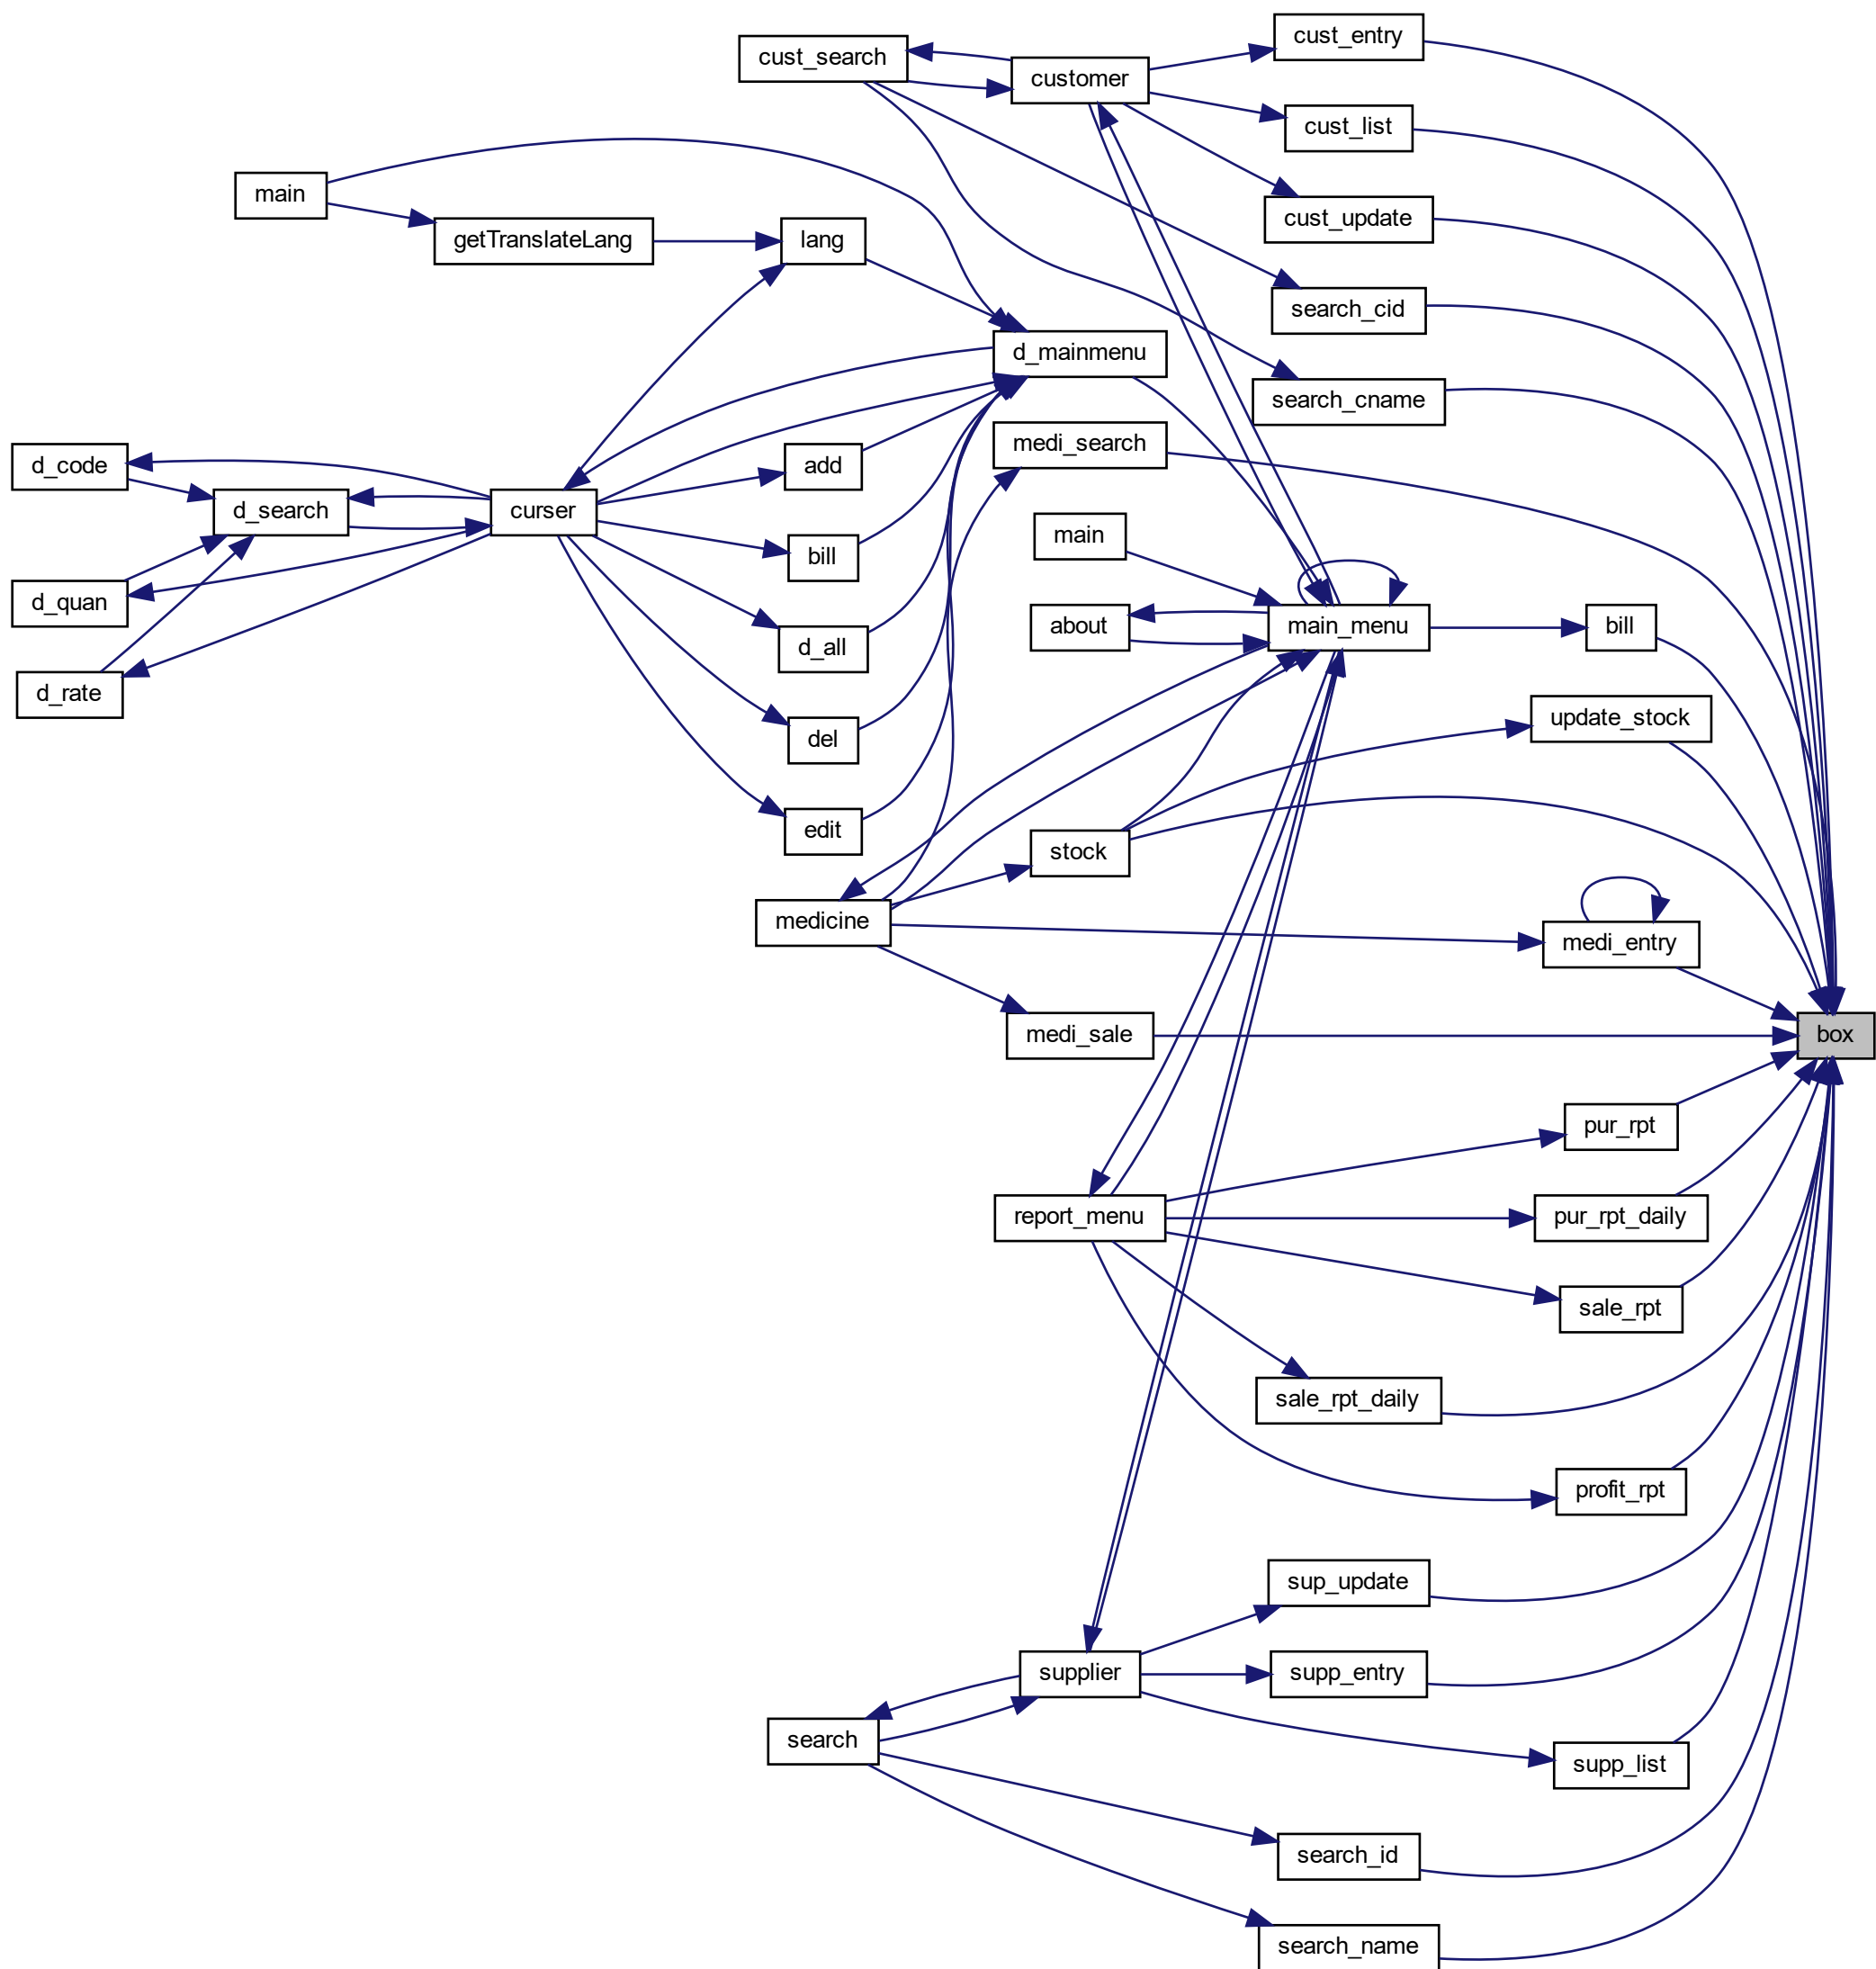 cust_entry
cust_search
customer
cust_list
main
cust_update
getTranslateLang
lang
search_cid
d_mainmenu
search_cname
d_code
medi_search
add
d_search
curser
main
bill
d_quan
about
main_menu
bill
d_all
d_rate
update_stock
del
edit
stock
medicine
medi_entry
medi_sale
box
pur_rpt
report_menu
pur_rpt_daily
sale_rpt
sale_rpt_daily
profit_rpt
sup_update
supplier
supp_entry
search
supp_list
search_id
search_name